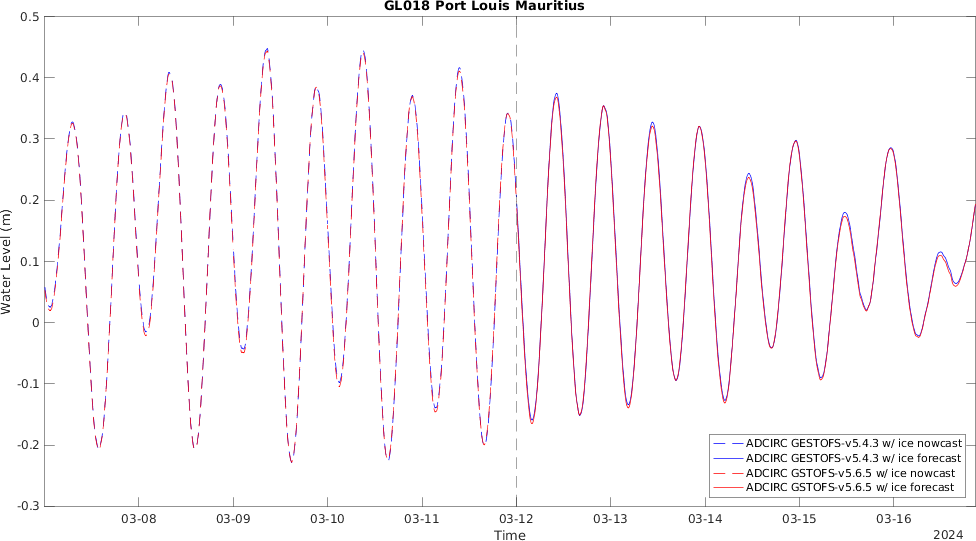 GL018 Port Louis Mauritius
0.5
0.4
0.3
0.2
0.1
0
-0.1
-0.2
-0.3
Water Level (m)
ADCIRC GESTOFS-v5.4.3 w/ ice nowcast
ADCIRC GESTOFS-v5.4.3 w/ ice forecast
ADCIRC GSTOFS-v5.6.5 w/ ice nowcast
ADCIRC GSTOFS-v5.6.5 w/ ice forecast
03-08 03-09 03-10 03-11 03-12 03-13 03-14 03-15 03-16
Time
2024